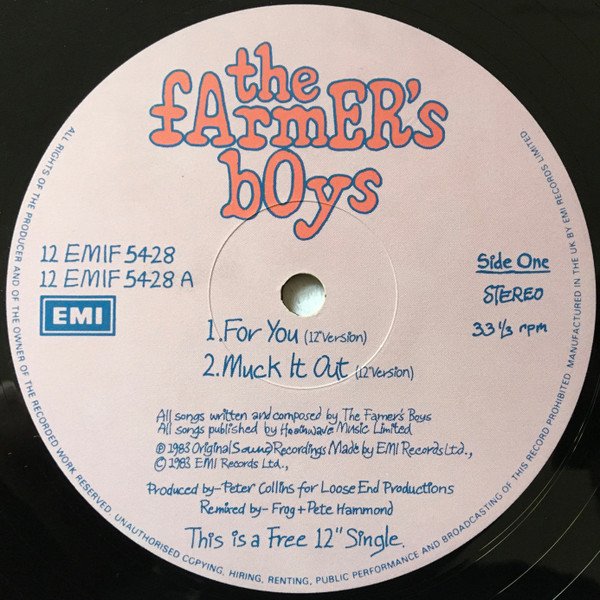 the
fArmER's
bOys
12 EMIF 5428
12 EMIF 5428 A
EMI
Side One
STEREO
33 1/3 rpm
1. For You (12"Version)
2. Muck It Out (12"Version)
All songs written and composed by The Famer's Boys
All songs published by Music Limited
℗ 1983 Original Sound Recordings Made by EMI Records Ltd.,
© 1983 EMI Records Ltd.,
Produced by- Peter Collins for Loose End Productions
Remixed by- Frog + Pete Hammond
This is a Free 12" Single.
ALL RIGHTS OF THE PRODUCER AND OF THE OWNER OF THE RECORDED WORK RESERVED. UNAUTHORISED COPYING, HIRING, RENTING, PUBLIC PERFORMANCE AND BROADCASTING OF THIS RECORD PROHIBITED. MANUFACTURED IN THE UK BY EMI RECORDS LIMITED